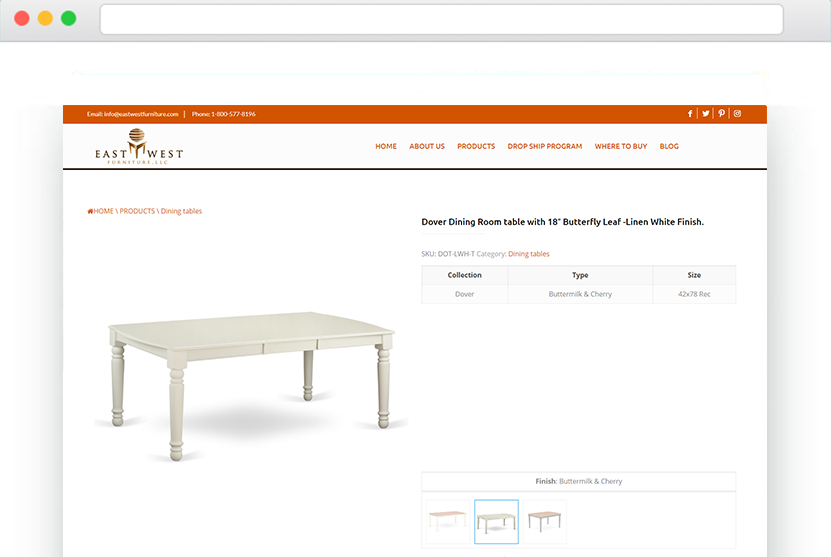 Email: info@eastwestfurniture.com | Phone: 1-800-577-8196
EAST WEST
FURNITURE, LLC
HOME ABOUT US PRODUCTS DROP SHIP PROGRAM WHERE TO BUY BLOG
HOME \ PRODUCTS \ Dining tables
Dover Dining Room table with 18" Butterfly Leaf -Linen White Finish.
SKU: DOT-LWH-T Category: Dining tables
Collection Type Size
Dover Buttermilk & Cherry 42x78 Rec
Finish: Buttermilk & Cherry